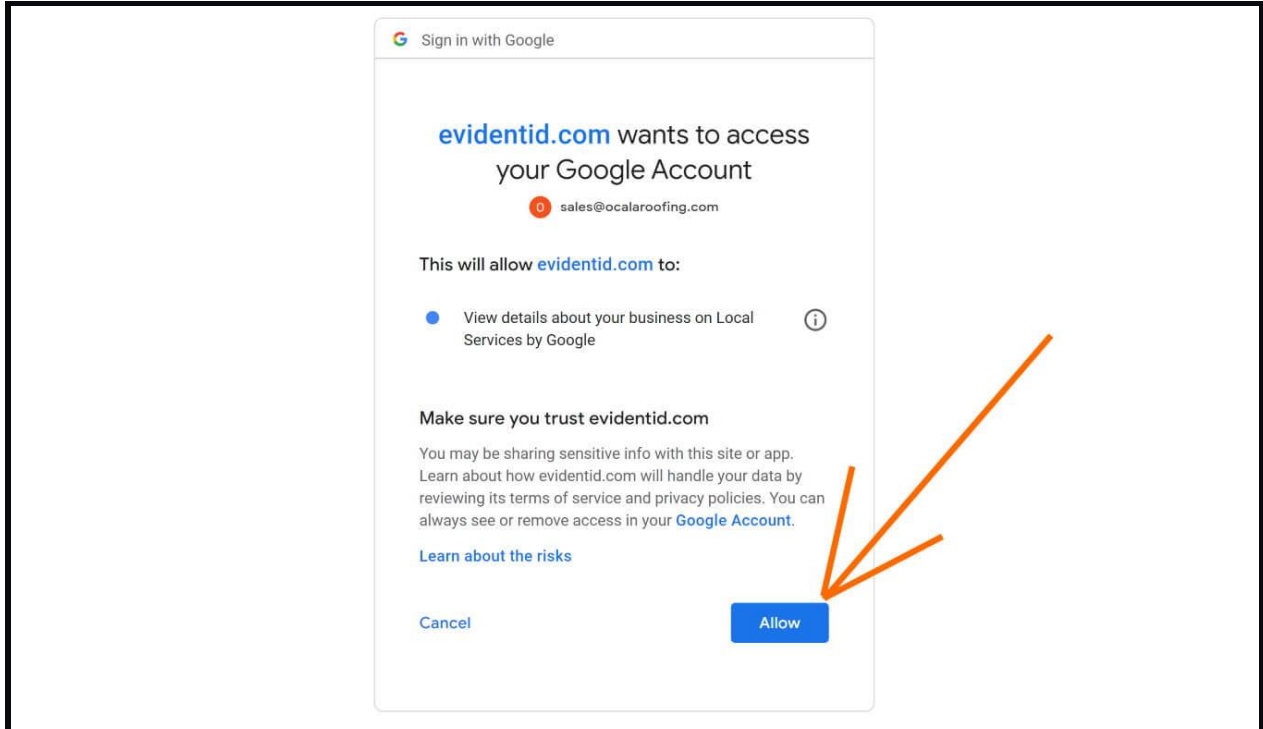 Sign in with Google
evidentid.com wants to access
your Google Account
O sales@ocalaroofing.com
This will allow evidentid.com to:
View details about your business on Local
Services by Google
Make sure you trust evidentid.com
You may be sharing sensitive info with this site or app.
Learn about how evidentid.com will handle your data by
reviewing its terms of service and privacy policies. You can
always see or remove access in your Google Account.
Learn about the risks
Cancel
Allow